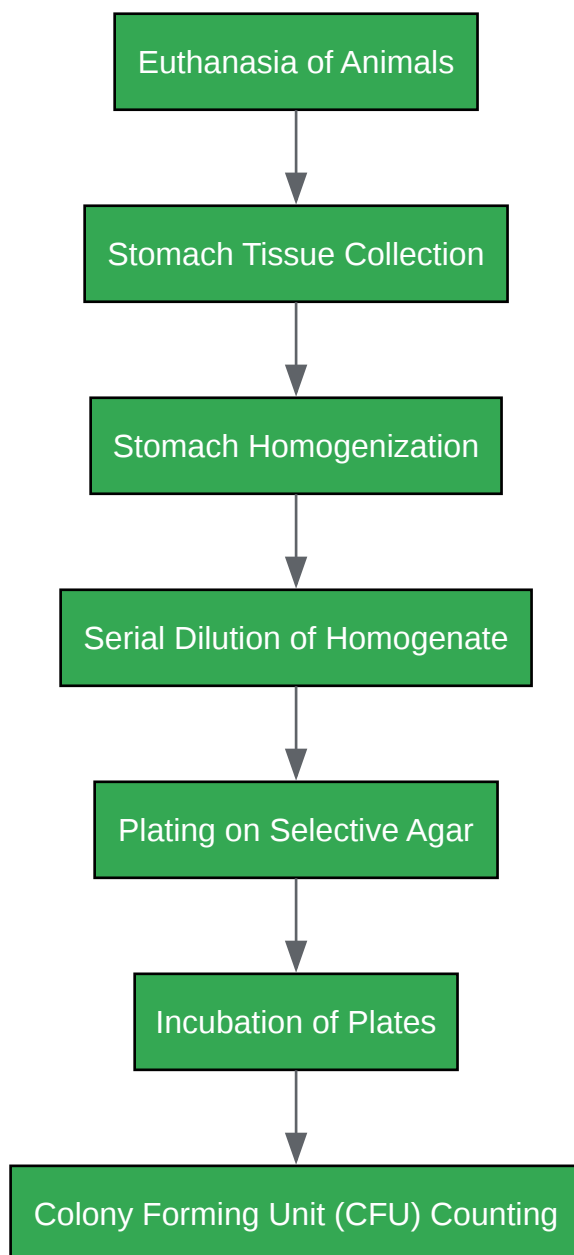 Euthanasia of Animals
Stomach Tissue Collection
Stomach Homogenization
Serial Dilution of Homogenate
Plating on Selective Agar
Incubation of Plates
Colony Forming Unit (CFU) Counting